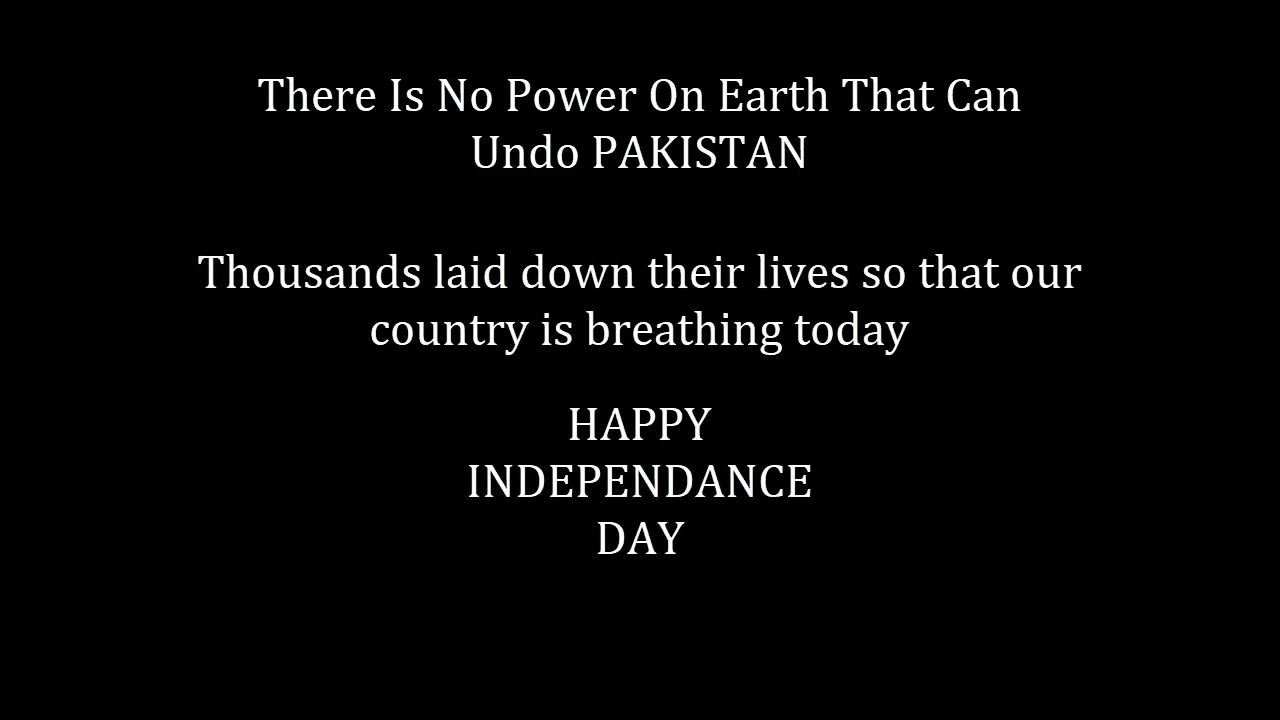 There Is No Power On Earth That Can
Undo PAKISTAN
Thousands laid down their lives so that our
country is breathing today
HAPPY
INDEPENDANCE
DAY